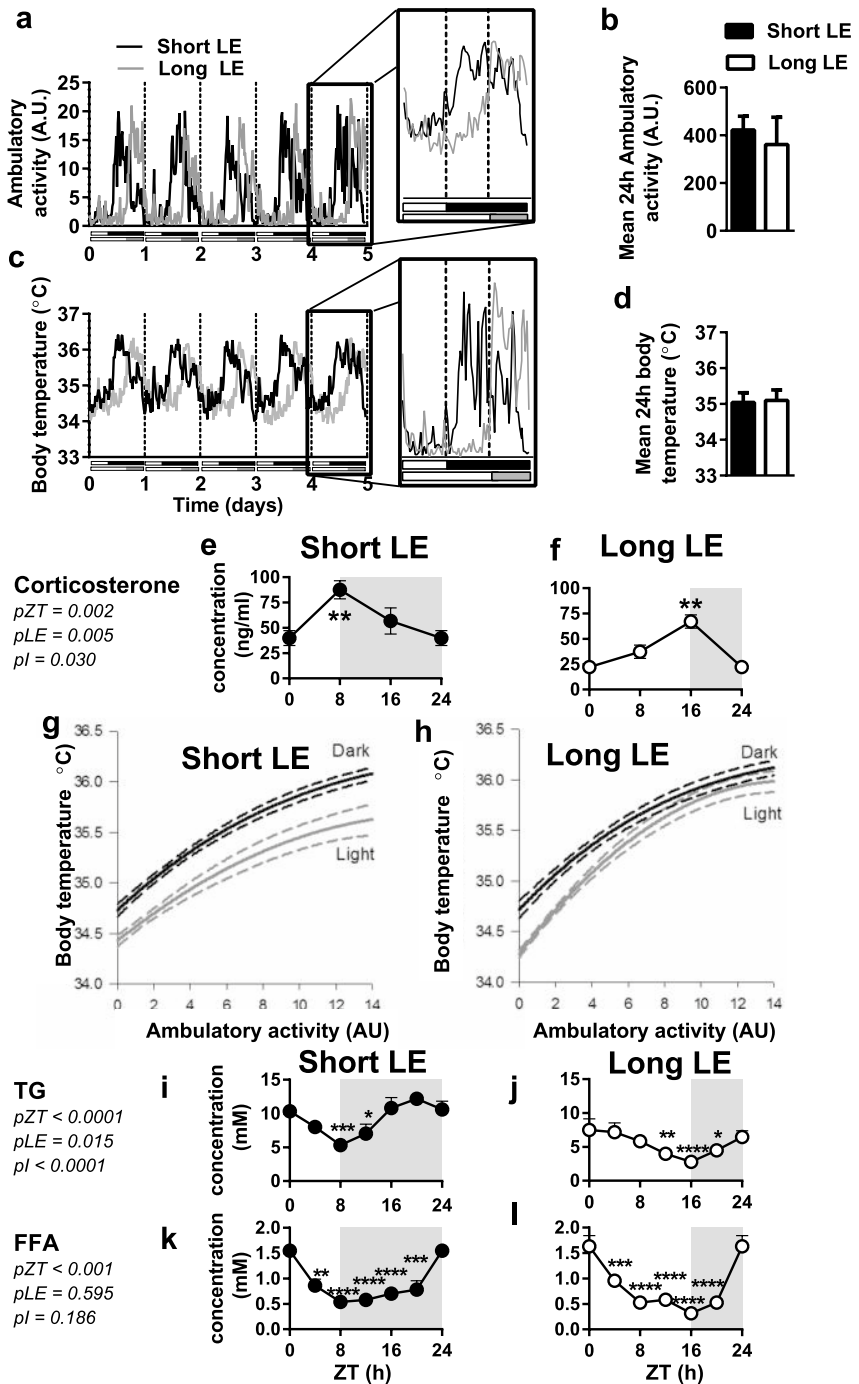 a
Short LE
Long LE
Ambulatory
activity (A.U.)
25
20
15
10
5
0
0 1 2 3 4 5
b
Short LE
Long LE
Mean 24h Ambulatory
activity (A.U.)
600
400
200
0
c
Body temperature (°C)
37
36
35
34
33
0 1 2 3 4 5
Time (days)
d
Mean 24h body
temperature (°C)
37
36
35
34
33
Corticosterone
pZT = 0.002
pLE = 0.005
pI = 0.030
e
Short LE
concentration
(ng/ml)
100
75
50
25
0
**
0 8 16 24
f
Long LE
100
75
50
25
0
**
0 8 16 24
g
Short LE
Body temperature °C)
36.5
36.0
35.5
35.0
34.5
34.0
Dark
Light
0 2 4 6 8 10 12 14
Ambulatory activity (AU)
h
Long LE
Body temperature °C)
36.5
36.0
35.5
35.0
34.5
34.0
Dark
Light
0 2 4 6 8 10 12 14
Ambulatory activity (AU)
TG
pZT < 0.0001
pLE = 0.015
pI < 0.0001
i
Short LE
concentration
(mM)
15
10
5
0
*** *
0 8 16 24
j
Long LE
15
10
5
0
** **** *
0 8 16 24
FFA
pZT < 0.001
pLE = 0.595
pI = 0.186
k
concentration
(mM)
2.0
1.5
1.0
0.5
0.0
** **** **** **** ***
0 8 16 24
ZT (h)
l
2.0
1.5
1.0
0.5
0.0
*** **** **** **** ****
0 8 16 24
ZT (h)